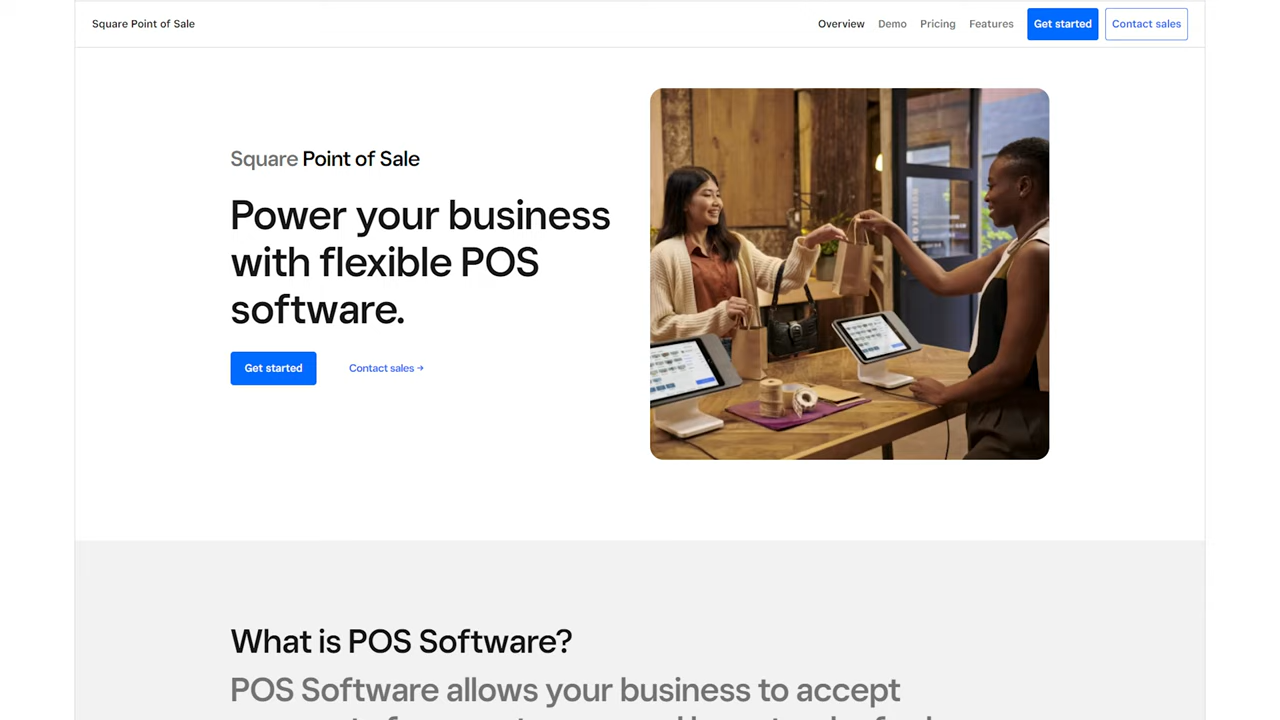 Square Point of Sale
Overview Demo Pricing Features Get started Contact sales
Square Point of Sale
Power your business
with flexible POS
software.
Get started Contact sales →
What is POS Software?
POS Software allows your business to accept